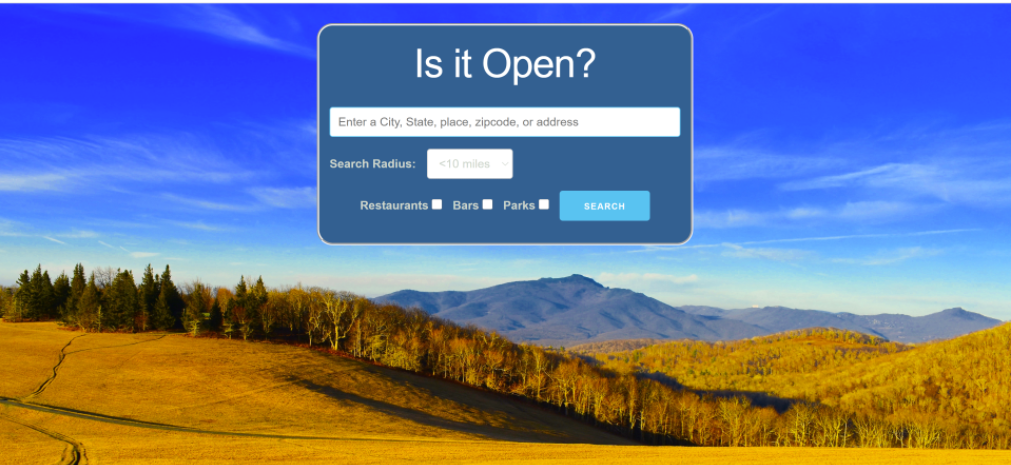 Is it Open?
Enter a City, State, place, zipcode, or address
Search Radius: <10 miles
Restaurants Bars Parks SEARCH